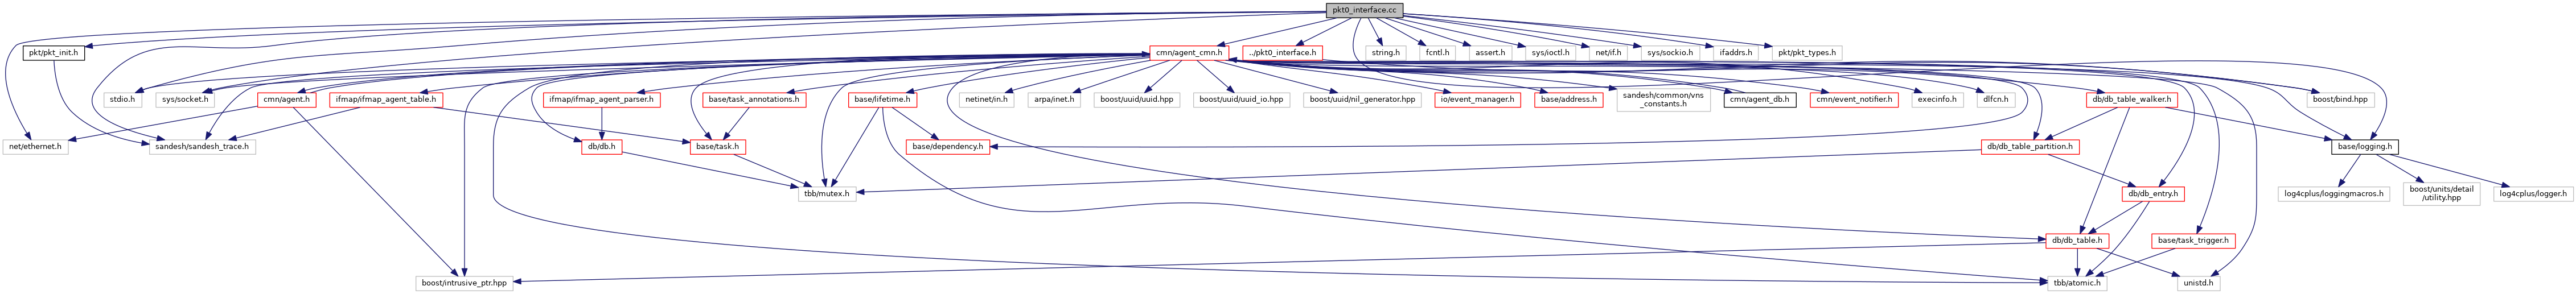 pkt0_interface.cc
pkt/pkt_init.h
cmn/agent_cmn.h
../pkt0_interface.h
string.h
fcntl.h
assert.h
sys/ioctl.h
net/if.h
sys/sockio.h
ifaddrs.h
pkt/pkt_types.h
stdio.h
sys/socket.h
cmn/agent.h
ifmap/ifmap_agent_table.h
ifmap/ifmap_agent_parser.h
base/task_annotations.h
base/lifetime.h
netinet/in.h
arpa/inet.h
boost/uuid/uuid.hpp
boost/uuid/uuid_io.hpp
boost/uuid/nil_generator.hpp
io/event_manager.h
base/address.h
sandesh/common/vns
_constants.h
cmn/agent_db.h
cmn/event_notifier.h
execinfo.h
dlfcn.h
db/db_table_walker.h
boost/bind.hpp
net/ethernet.h
sandesh/sandesh_trace.h
db/db.h
base/task.h
base/dependency.h
db/db_table_partition.h
base/logging.h
tbb/mutex.h
db/db_entry.h
log4cplus/loggingmacros.h
boost/units/detail
/utility.hpp
log4cplus/logger.h
db/db_table.h
base/task_trigger.h
boost/intrusive_ptr.hpp
tbb/atomic.h
unistd.h